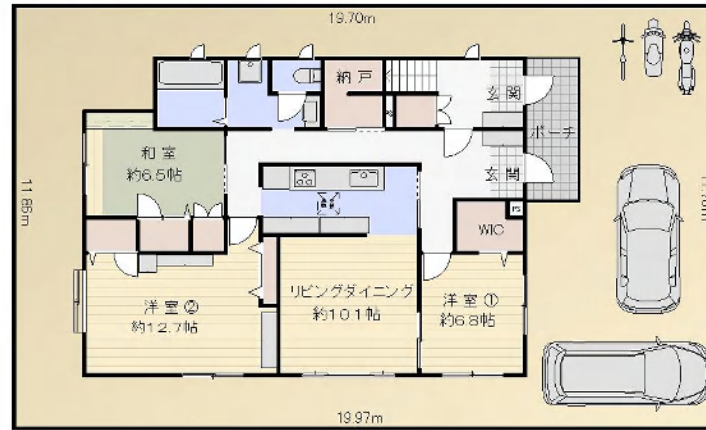 19.70m
納戸
玄関
ポーチ
和室
約6.5帖
玄関
11.86m
WIC
リビングダイニング
約10.1帖
洋室②
約12.7帖
洋室①
約6.8帖
19.97m